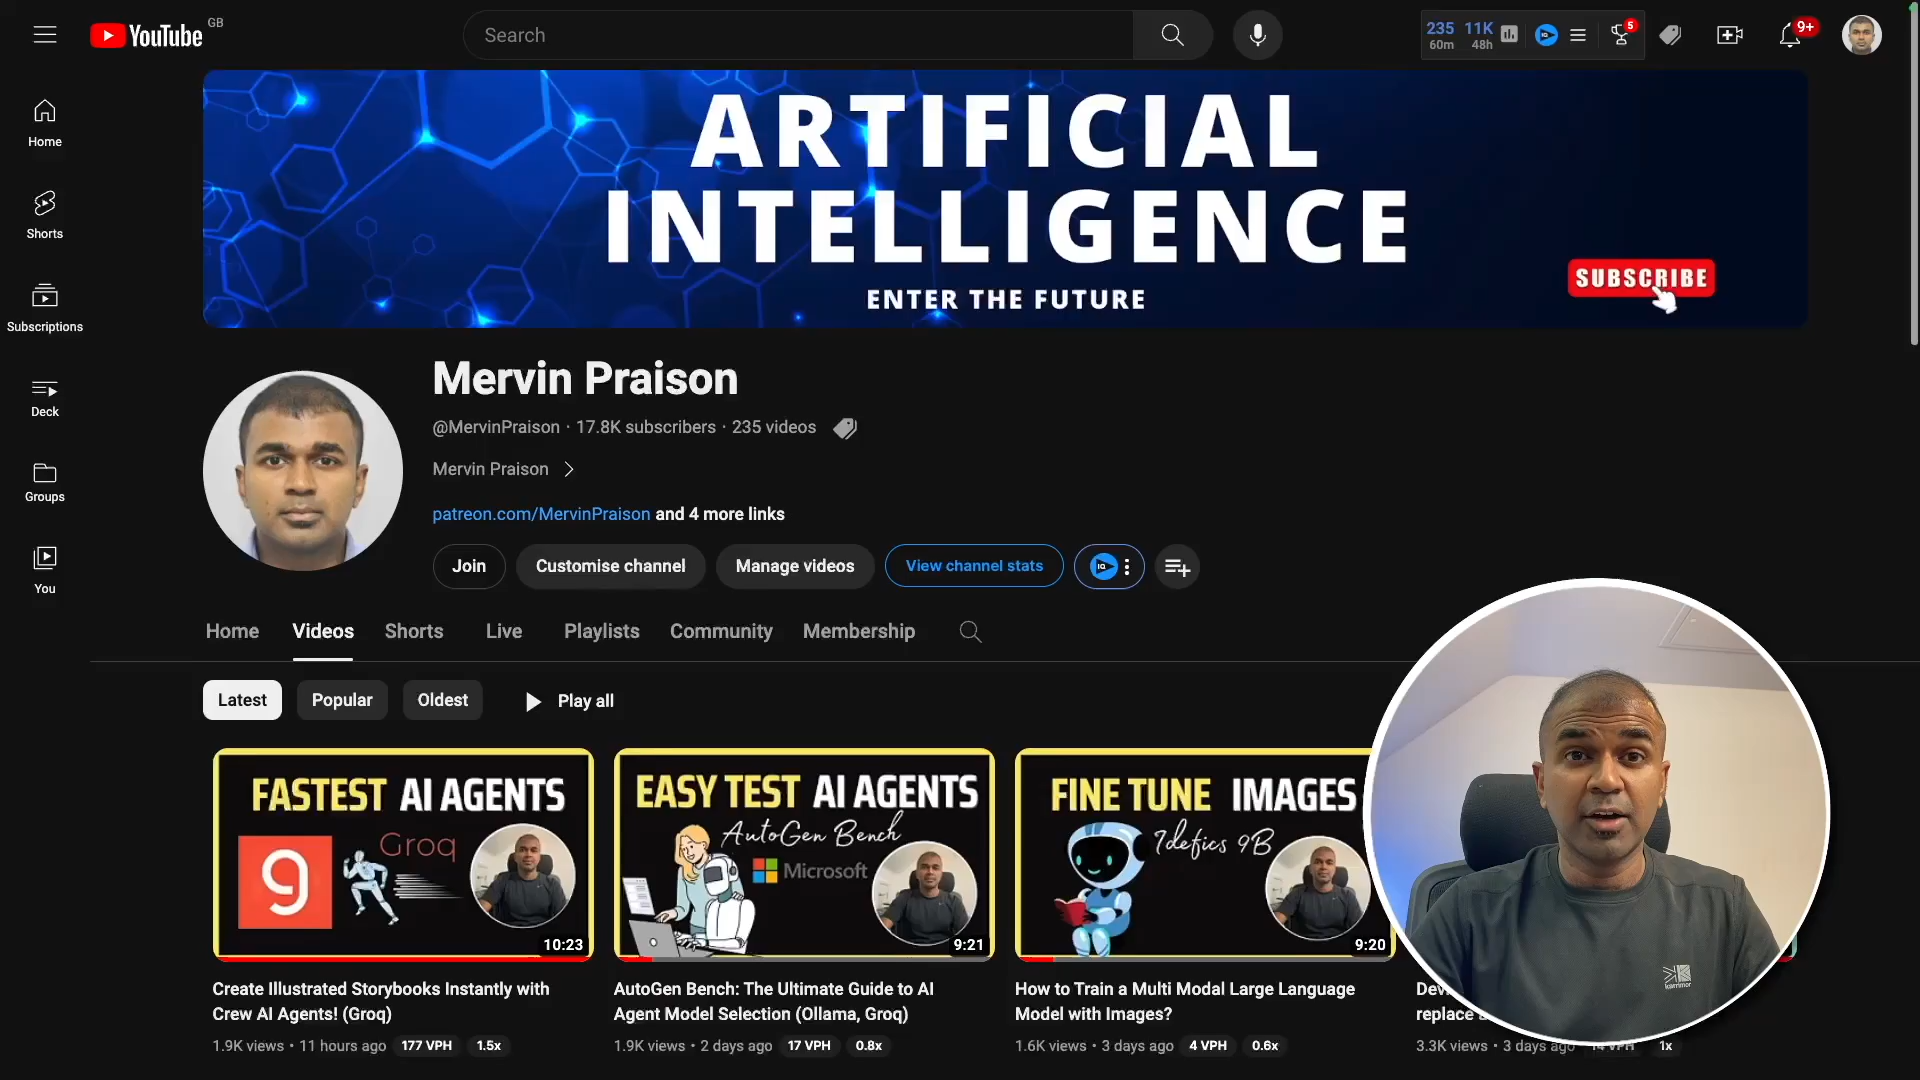 YouTube GB
Search
235 11K
60m 48h
5
9+
Home
Shorts
Subscriptions
Deck
Groups
You
ARTIFICIAL
INTELLIGENCE
ENTER THE FUTURE
SUBSCRIBE
Mervin Praison
@MervinPraison · 17.8K subscribers · 235 videos
Mervin Praison
patreon.com/MervinPraison and 4 more links
Join
Customise channel
Manage videos
View channel stats
IQ
Home
Videos
Shorts
Live
Playlists
Community
Membership
Latest
Popular
Oldest
Play all
FASTEST AI AGENTS
Groq
g
10:23
Create Illustrated Storybooks Instantly with
Crew AI Agents! (Groq)
1.9K views • 11 hours ago 177 VPH 1.5x
EASY TEST AI AGENTS
AutoGen Bench
Microsoft
9:21
AutoGen Bench: The Ultimate Guide to AI
Agent Model Selection (Ollama, Groq)
1.9K views • 2 days ago 17 VPH 0.8x
FINE TUNE IMAGES
Idefics 9B
9:20
How to Train a Multi Modal Large Language
Model with Images?
1.6K views • 3 days ago 4 VPH 0.6x
replace
3.3K views • 3 days ago 14 VPH 1x
karrimor